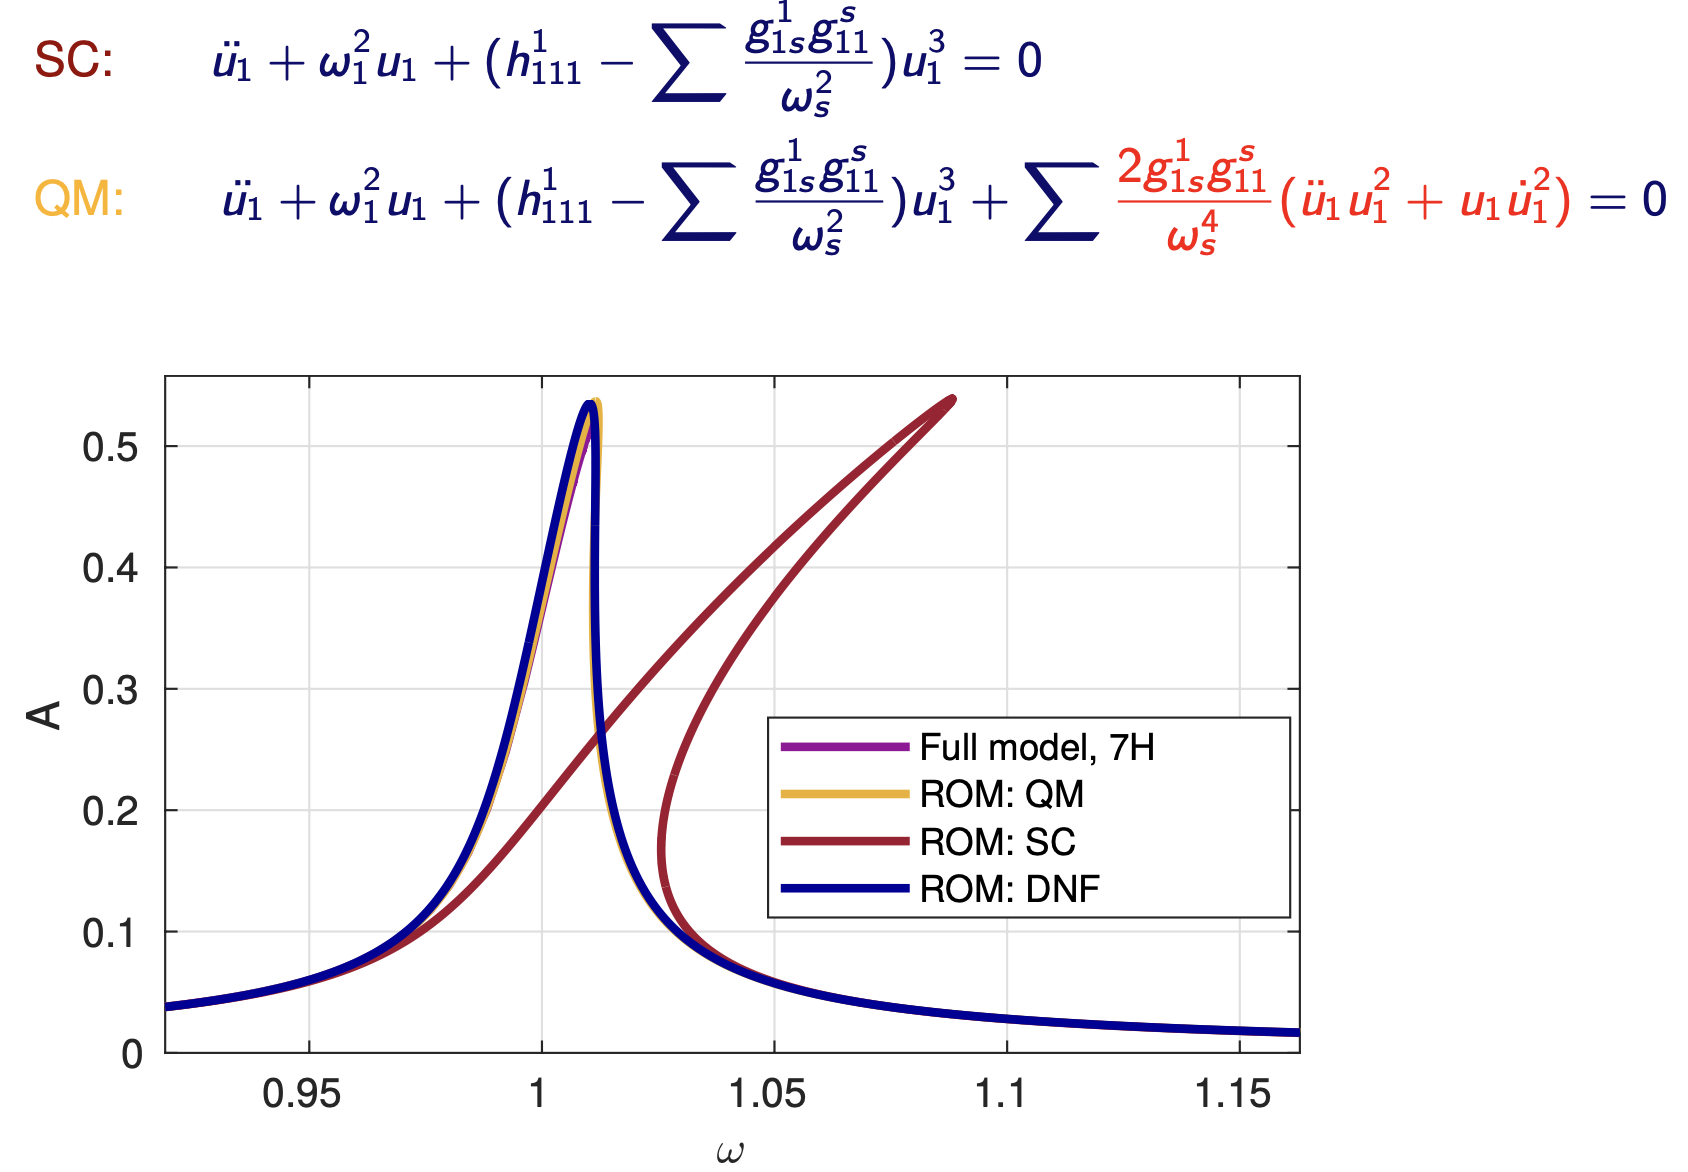 SC: ü₁ + ω₁²u₁ + (h¹₁₁₁ − ∑ g¹₁ₛgˢ₁₁/ωₛ²)u₁³ = 0
QM: ü₁ + ω₁²u₁ + (h¹₁₁₁ − ∑ g¹₁ₛgˢ₁₁/ωₛ²)u₁³ + ∑ 2g¹₁ₛgˢ₁₁/ωₛ⁴ (ü₁u₁² + u₁u̇₁²) = 0
0.5
0.4
0.3
0.2
0.1
0
A
Full model, 7H
ROM: QM
ROM: SC
ROM: DNF
0.95 1 1.05 1.1 1.15
ω